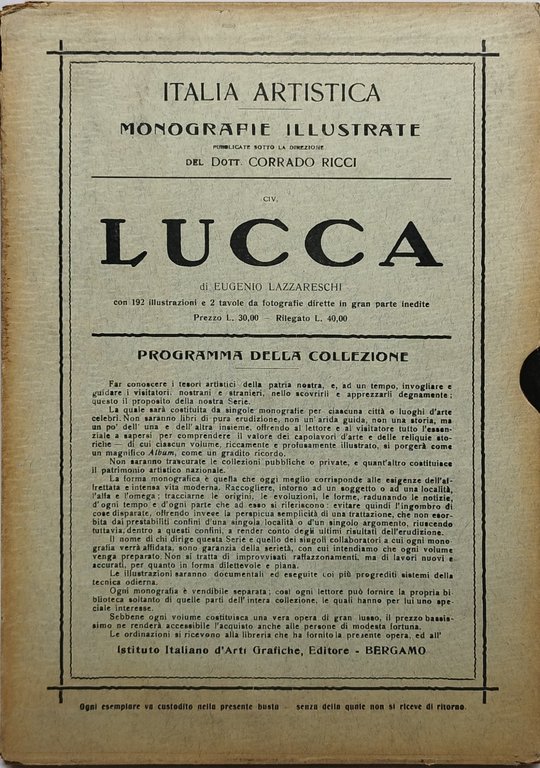 ITALIA ARTISTICA
MONOGRAFIE ILLUSTRATE
PUBBLICATE SOTTO LA DIREZIONE
DEL DOTT. CORRADO RICCI
CIV.
LUCCA
di EUGENIO LAZZARESCHI
con 192 illustrazioni e 2 tavole da fotografie dirette in gran parte inedite
Prezzo L. 30,00 — Rilegato L. 40,00
PROGRAMMA DELLA COLLEZIONE
Far conoscere i tesori artistici della patria nostra, e, ad un tempo, invogliare e
guidare i visitatori, nostrani e stranieri, nello scovrirli e apprezzarli degnamente;
questo il proposito della nostra Serie.
La quale sarà costituita da singole monografie per ciascuna città o luoghi d'arte
celebri. Non saranno libri di pura erudizione, non un'arida guida, non una storia, ma
un po' dell' una e dell' altra insieme, offrendo al lettore e al visitatore tutto l'essen-
ziale a sapersi per comprendere il valore dei capolavori d'arte e delle reliquie sto-
riche — di cui ciascun volume, riccamente e profusamente illustrato, si porgerà come
un magnifico Album, come un gradito ricordo.
Non saranno trascurate le collezioni pubbliche o private, e quant'altro costituisce
il patrimonio artistico nazionale.
La forma monografica è quella che oggi meglio corrisponde alle esigenze dell'af-
frettata e intensa vita moderna. Raccogliere, intorno ad un soggetto o ad una località,
l'alfa e l'omega; tracciarne le origini, le evoluzioni, le forme, radunando le notizie,
d'ogni tempo e d'ogni parte che ad esso si riferiscono: evitare quindi l'ingombro di
cose disparate, offrendo invece la perspicua semplicità di una trattazione, che non esor-
bita dai prestabiliti confini d'una singola località o d'un singolo argomento, riuscendo
tuttavia, dentro a questi confini, a render conto degli ultimi risultati dell'erudizione.
Il nome di chi dirige questa Serie e quello dei singoli collaboratori a cui ogni mono-
grafia verrà affidata, sono garanzia della serietà, con cui intendiamo che ogni volume
venga preparato. Non si tratta di improvvisati raffazzonamenti, ma di lavori nuovi e
accurati, per quanto in forma dilettevole e piana.
Le illustrazioni saranno documentali ed eseguite coi più progrediti sistemi della
tecnica odierna.
Ogni monografia è vendibile separata; così ogni lettore può fornire la propria bi-
blioteca soltanto di quelle parti dell'intera collezione, le quali hanno per lui uno spe-
ciale interesse.
Sebbene ogni volume costituisca una vera opera di gran lusso, il prezzo bassis-
simo ne renderà accessibile l'acquisto anche alle persone di modesta fortuna.
Le ordinazioni si ricevono alla libreria che ha fornito la presente opera, ed all'
Istituto Italiano d'Arti Grafiche, Editore - BERGAMO
Ogni esemplare va custodito nella presente busta — senza della quale non si riceve di ritorno.